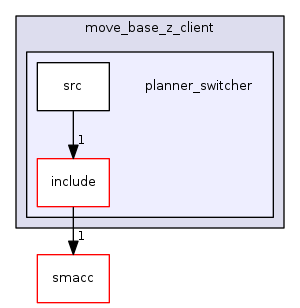 move_base_z_client
src
planner_switcher
1
include
1
smacc